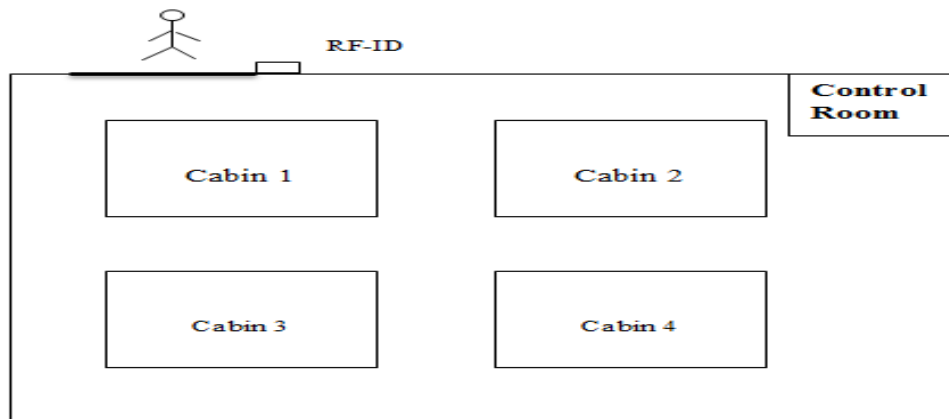 RF-ID
Control
Room
Cabin 1
Cabin 2
Cabin 3
Cabin 4